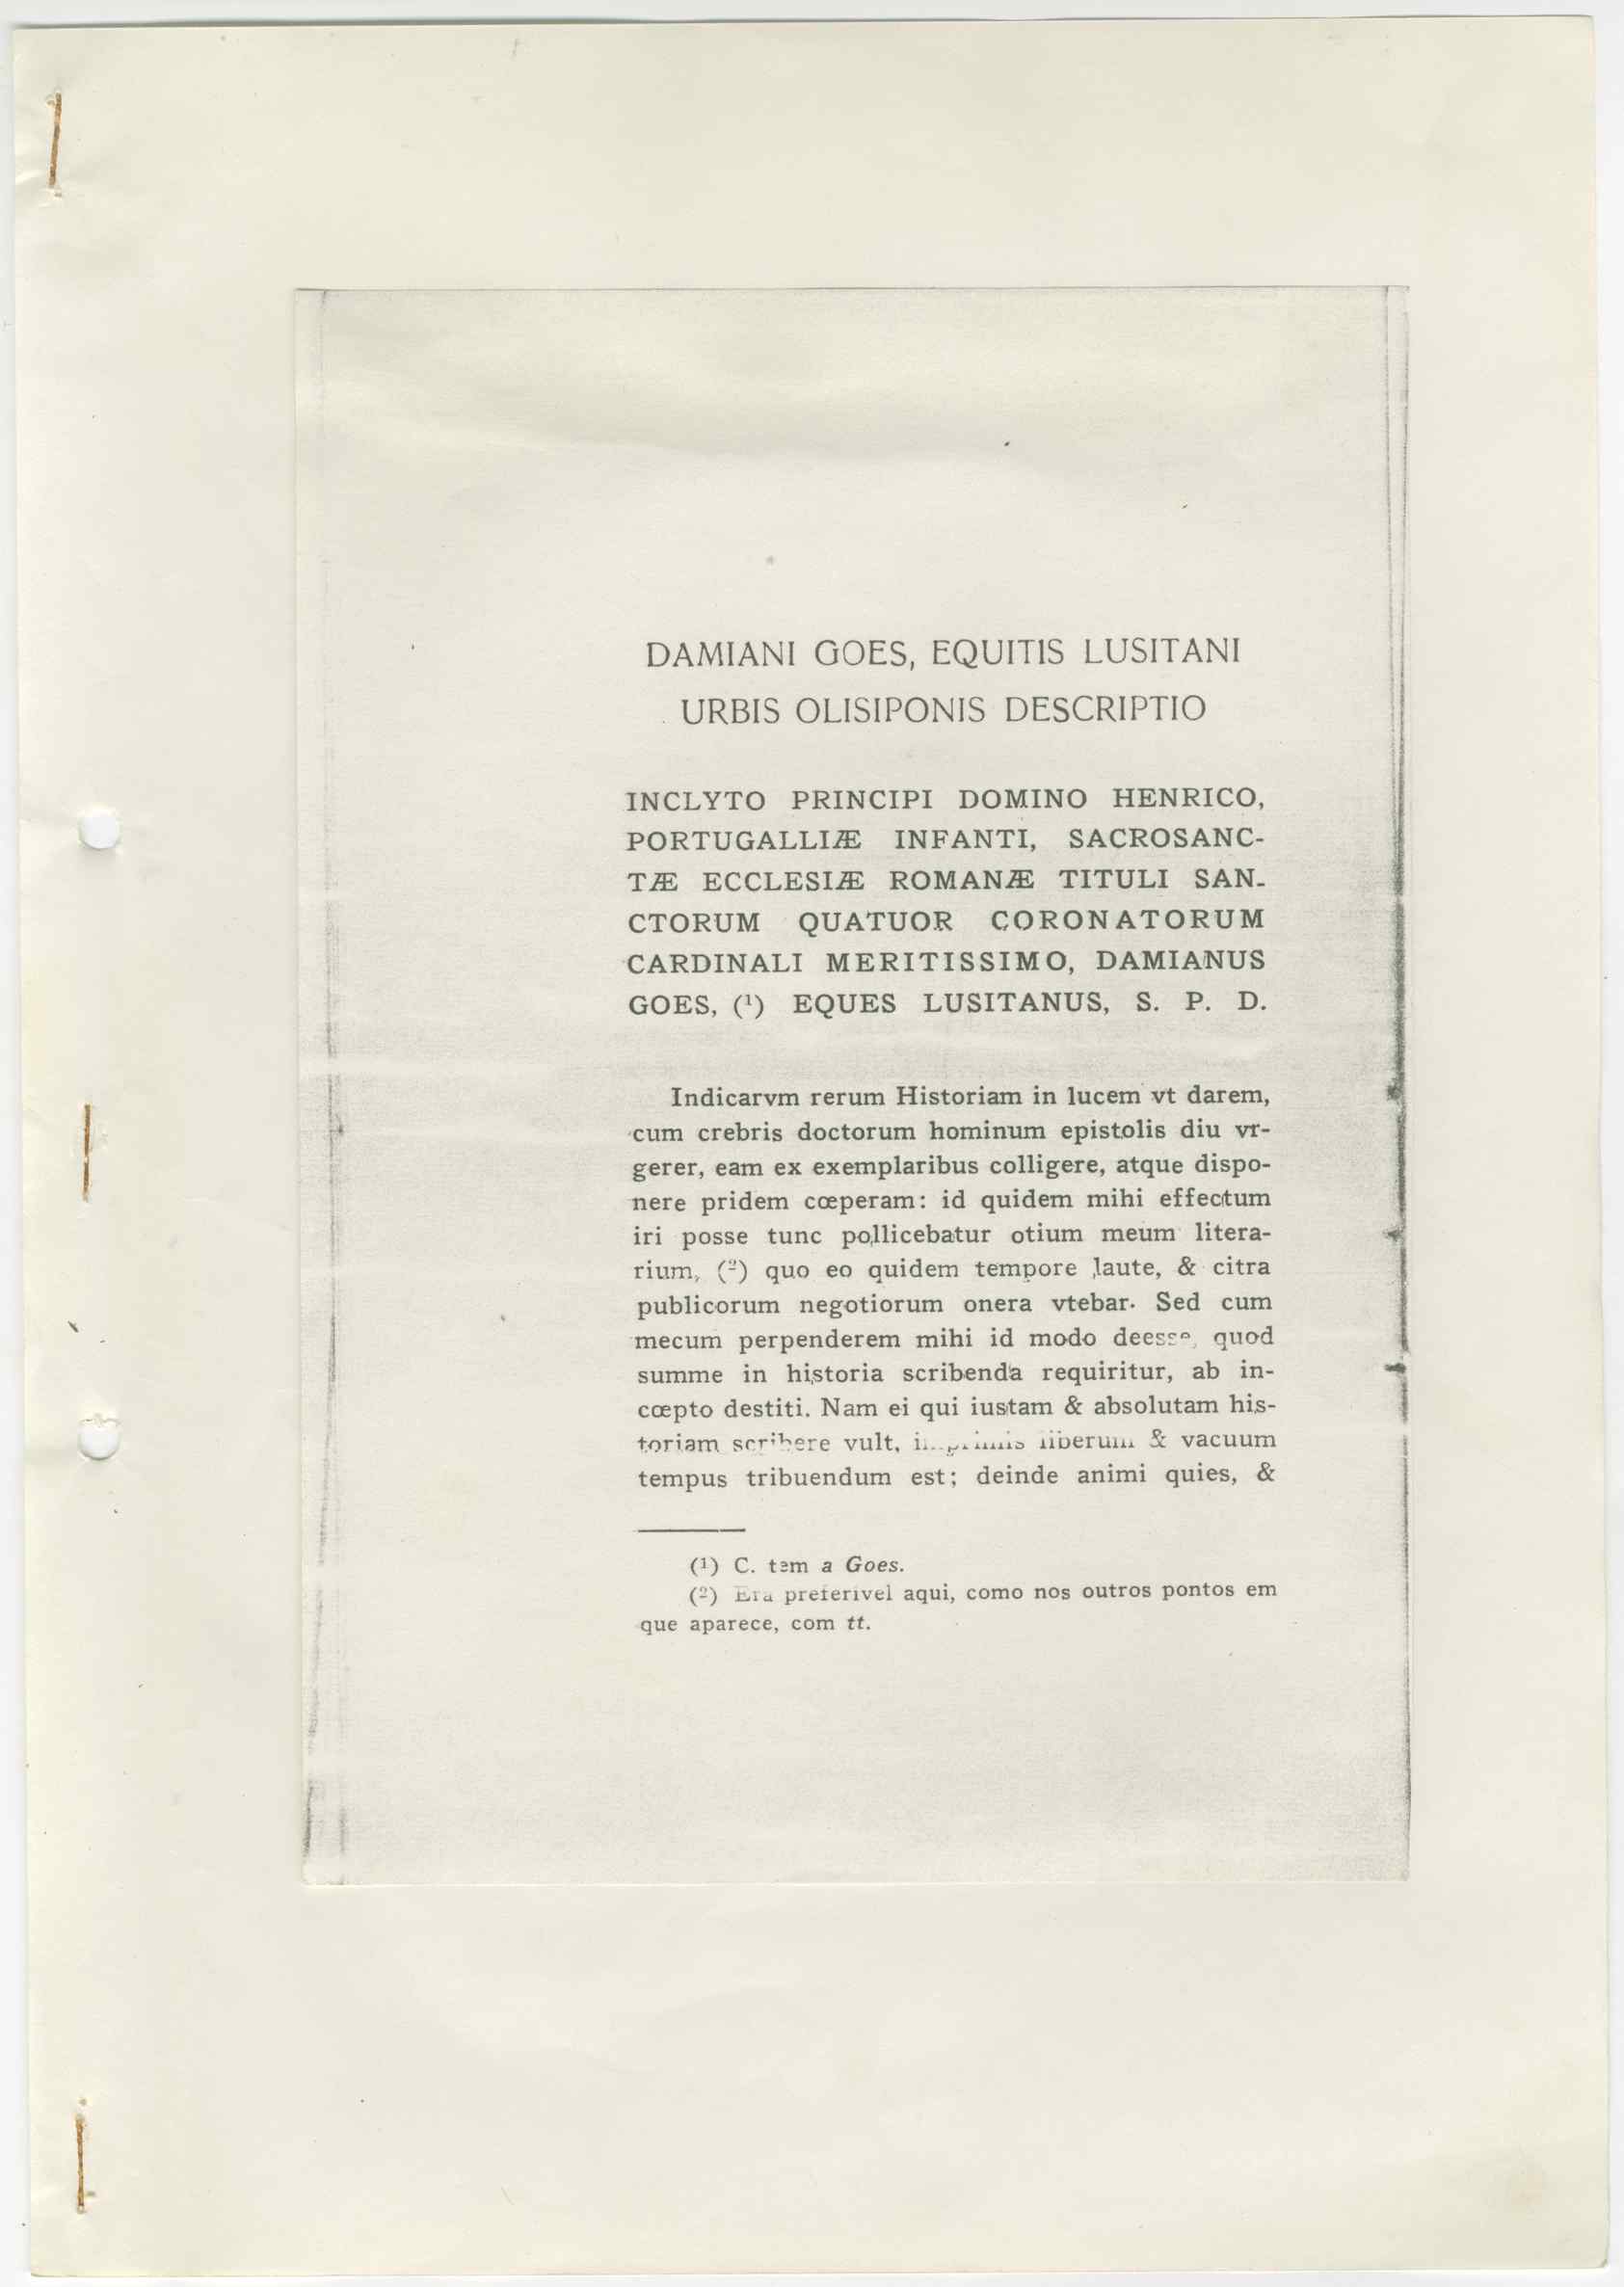 DAMIANI GOES, EQUITIS LUSITANI
URBIS OLISIPONIS DESCRIPTIO
INCLYTO PRINCIPI DOMINO HENRICO,
PORTUGALLIÆ INFANTI, SACROSANC-
TÆ ECCLESIÆ ROMANÆ TITULI SAN-
CTORUM QUATUOR CORONATORUM
CARDINALI MERITISSIMO, DAMIANUS
GOES, (¹) EQUES LUSITANUS, S. P. D.
Indicarvm rerum Historiam in lucem vt darem,
cum crebris doctorum hominum epistolis diu vr-
gerer, eam ex exemplaribus colligere, atque dispo-
nere pridem cœperam: id quidem mihi effectum
iri posse tunc pollicebatur otium meum litera-
rium, (²) quo eo quidem tempore laute, & citra
publicorum negotiorum onera vtebar. Sed cum
mecum perpenderem mihi id modo deesse, quod
summe in historia scribenda requiritur, ab in-
cœpto destiti. Nam ei qui iustam & absolutam his-
toriam scribere vult, imprimis liberum & vacuum
tempus tribuendum est; deinde animi quies, &
(¹) C. tem a Goes.
(²) Era preferivel aqui, como nos outros pontos em
que aparece, com tt.